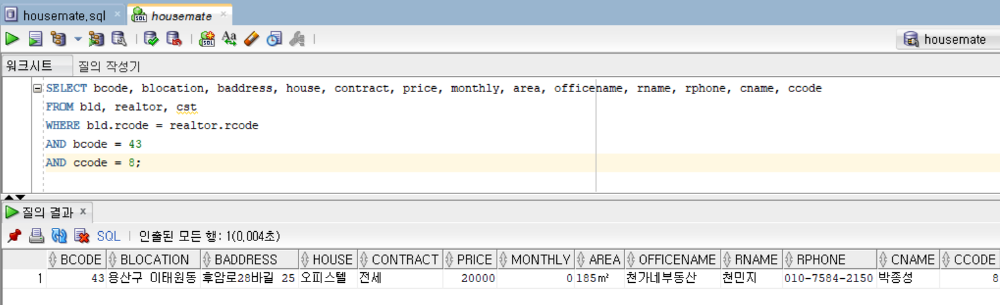 housemate.sql × housemate ×
housemate
워크시트 질의 작성기
SELECT bcode, blocation, baddress, house, contract, price, monthly, area, officename, rname, rphone, cname, ccode
FROM bld, realtor, cst
WHERE bld.rcode = realtor.rcode
AND bcode = 43
AND ccode = 8;
질의 결과 ×
SQL | 인출된 모든 행: 1(0,004초)
BCODE BLOCATION BADDRESS HOUSE CONTRACT PRICE MONTHLY AREA OFFICENAME RNAME RPHONE CNAME CCODE
1 43 용산구 이태원동 후암로28바길 25 오피스텔 전세 20000 0 185㎡ 천가네부동산 천민지 010-7584-2150 박종성 8